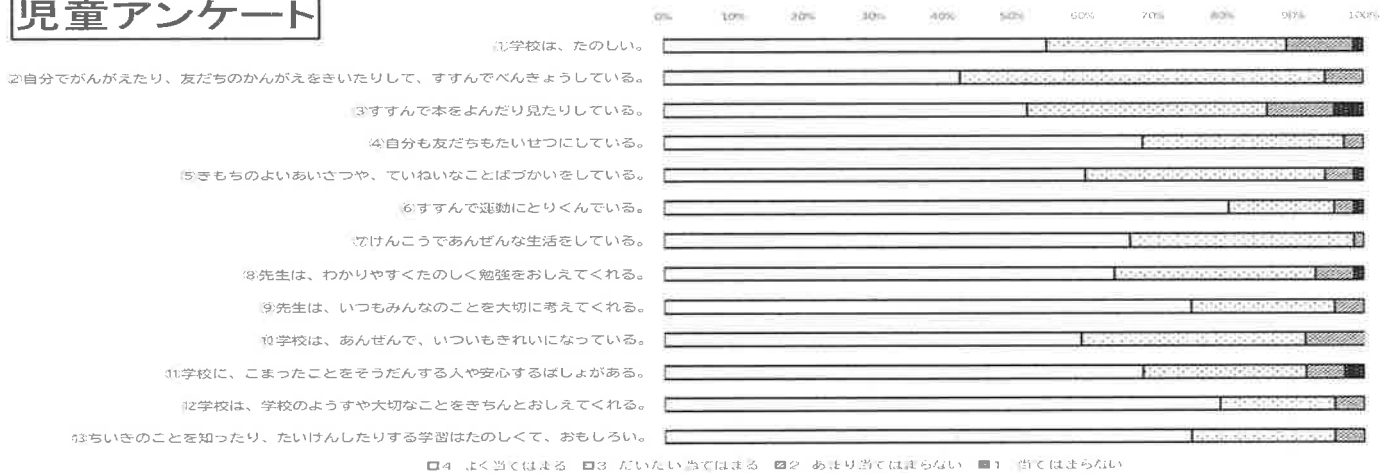 児童アンケート
0% 10% 20% 30% 40% 50% 60% 70% 80% 90% 100%
①学校は、たのしい。
②自分でがんがえたり、友だちのかんがえをきいたりして、すすんでべんきょうしている。
③すすんで本をよんだり見たりしている。
④自分も友だちもたいせつにしている。
⑤きもちのよいあいさつや、ていねいなことばづかいをしている。
⑥すすんで運動にとりくんでいる。
⑦けんこうであんぜんな生活をしている。
⑧先生は、わかりやすくたのしく勉強をおしえてくれる。
⑨先生は、いつもみんなのことを大切に考えてくれる。
⑩学校は、あんぜんで、いついもきれいになっている。
⑪学校に、こまったことをそうだんする人や安心するばしょがある。
⑫学校は、学校のようすや大切なことをきちんとおしえてくれる。
⑬ちいきのことを知ったり、たいけんしたりする学習はたのしくて、おもしろい。
4 よく当てはまる 3 だいたい当てはまる 2 あまり当てはまらない 1 当てはまらない